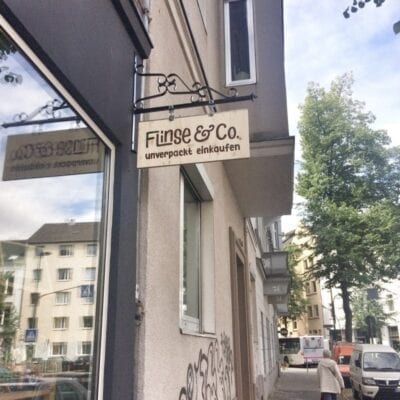 Flinse & Co.
unverpackt einkaufen